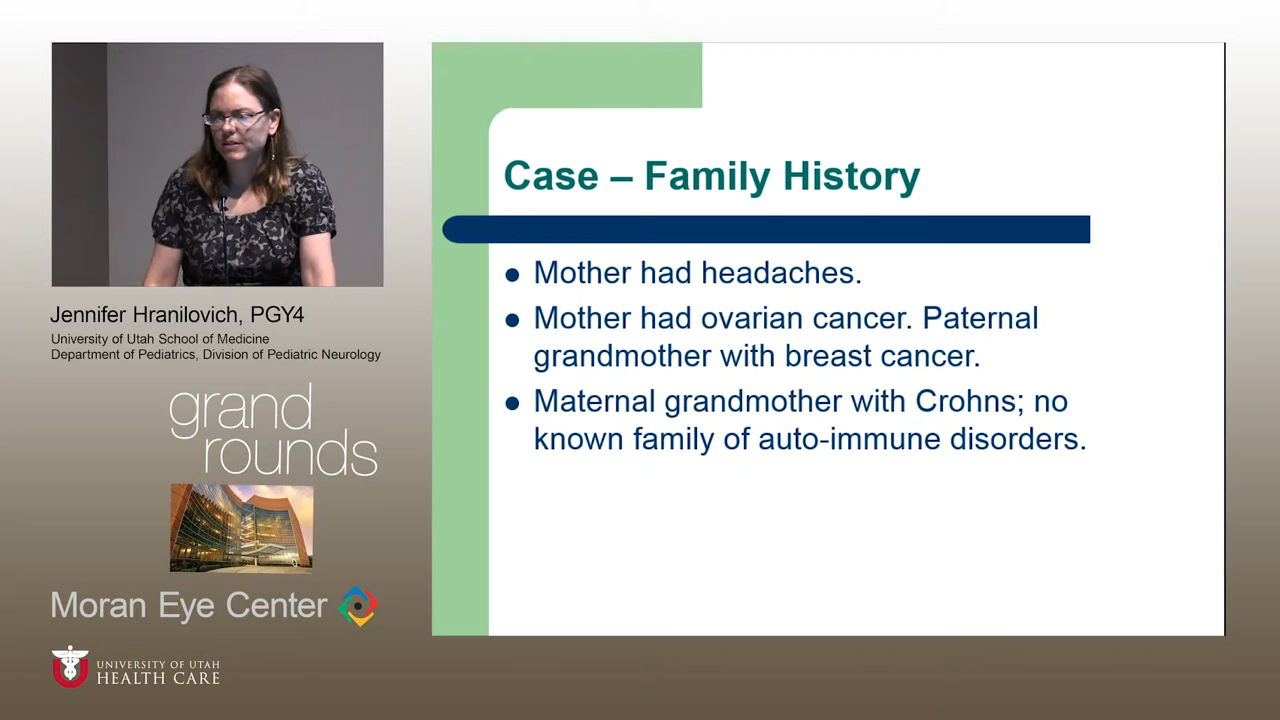 Jennifer Hranilovich, PGY4
University of Utah School of Medicine
Department of Pediatrics, Division of Pediatric Neurology
grand
rounds
Moran Eye Center
U
UNIVERSITY OF UTAH
HEALTH CARE
Case – Family History
• Mother had headaches.
• Mother had ovarian cancer. Paternal
grandmother with breast cancer.
• Maternal grandmother with Crohns; no
known family of auto-immune disorders.